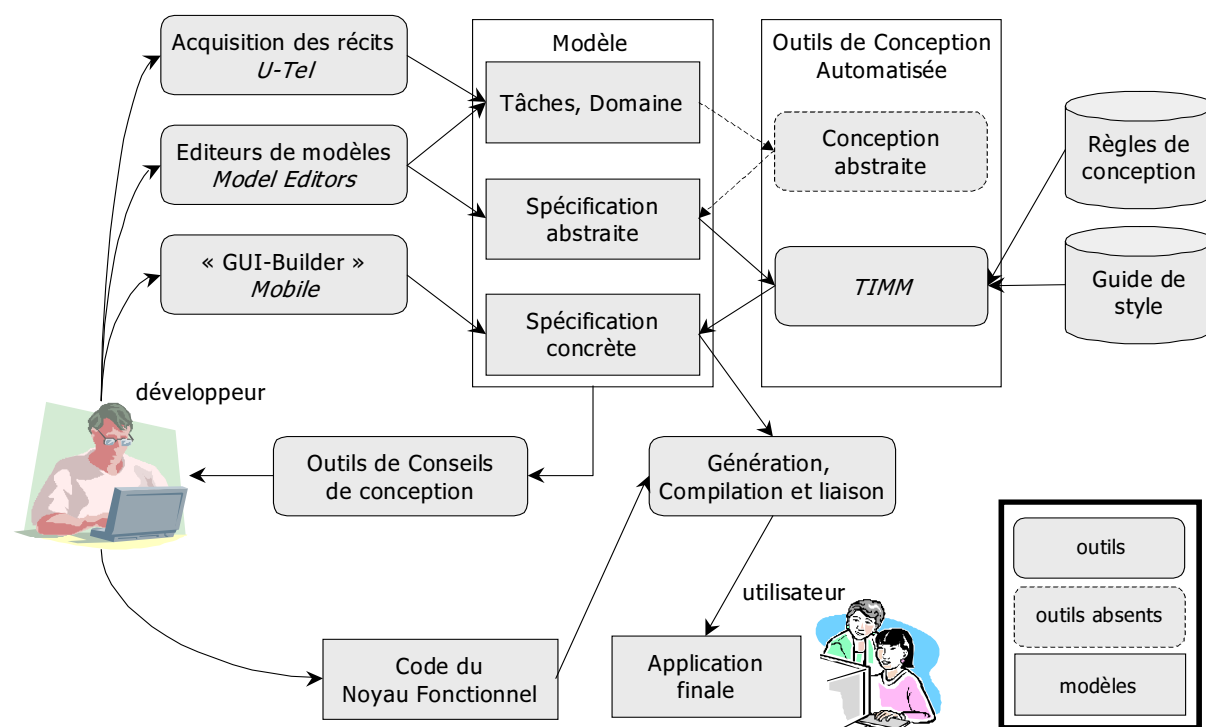 Acquisition des récits
U-Tel
Editeurs de modèles
Model Editors
« GUI-Builder »
Mobile
Modèle
Tâches, Domaine
Spécification
abstraite
Spécification
concrète
Outils de Conception
Automatisée
Conception
abstraite
TIMM
Règles de
conception
Guide de
style
développeur
Outils de Conseils
de conception
Génération,
Compilation et liaison
utilisateur
Code du
Noyau Fonctionnel
Application
finale
outils
outils absents
modèles